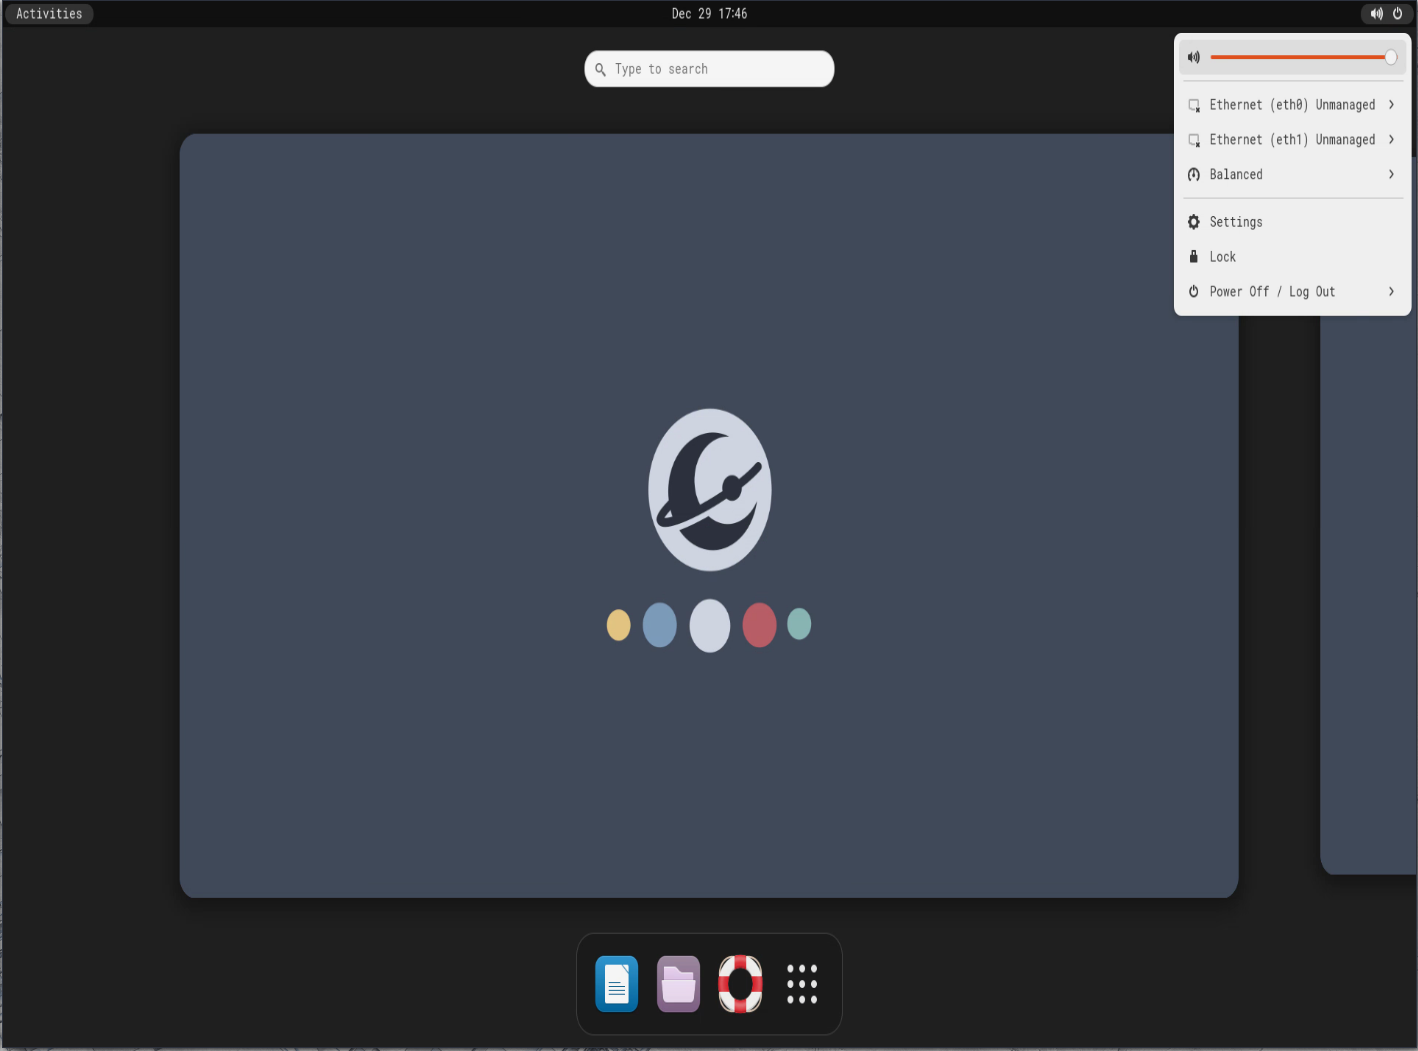 Activities
Dec 29 17:46
Type to search
Ethernet (eth0) Unmanaged
Ethernet (eth1) Unmanaged
Balanced
Settings
Lock
Power Off / Log Out